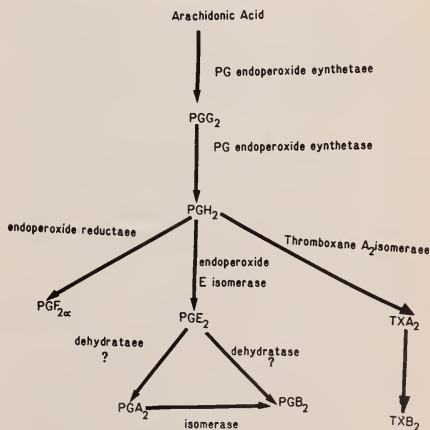 Arachidonic Acid
PG endoperoxide eynthetaee
PGG₂
PG endoperoxide eynthetase
PGH₂
endoperoxide reductaee
Thromboxane A₂isomeraee
endoperoxide
E isomerase
PGF₂α
PGE₂
TXA₂
dehydrataee
?
dehydratase
?
PGA₂
PGB₂
isomerase
TXB₂